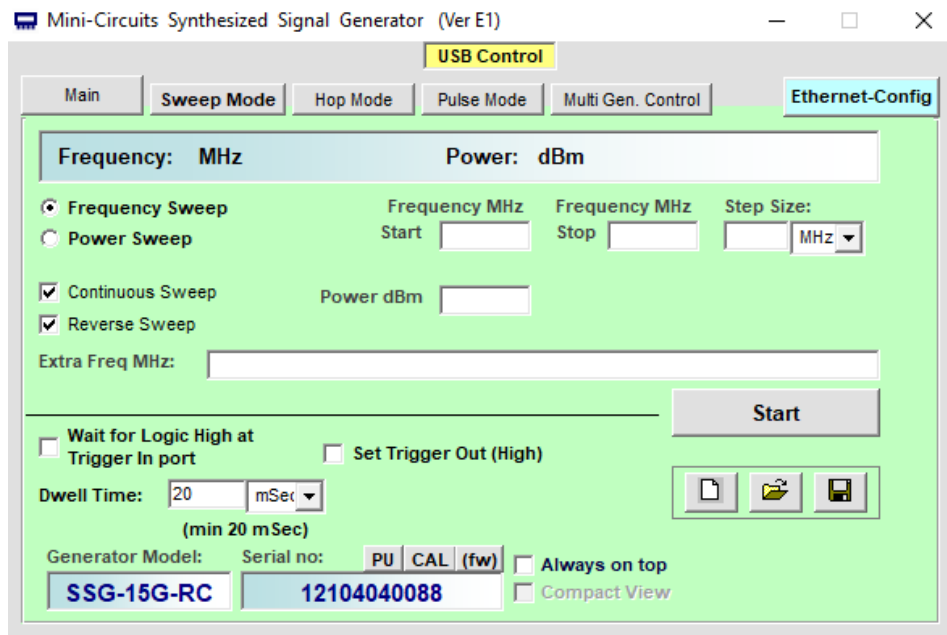 Mini-Circuits Synthesized Signal Generator (Ver E1)
USB Control
Main Sweep Mode Hop Mode Pulse Mode Multi Gen. Control Ethernet-Config
Frequency: MHz Power: dBm
Frequency Sweep Frequency MHz Frequency MHz Step Size:
Power Sweep Start Stop MHz
Continuous Sweep Power dBm
Reverse Sweep
Extra Freq MHz:
Start
Wait for Logic High at
Trigger In port Set Trigger Out (High)
Dwell Time: 20 mSec
(min 20 mSec)
Generator Model: Serial no: PU CAL (fw) Always on top
SSG-15G-RC 12104040088 Compact View